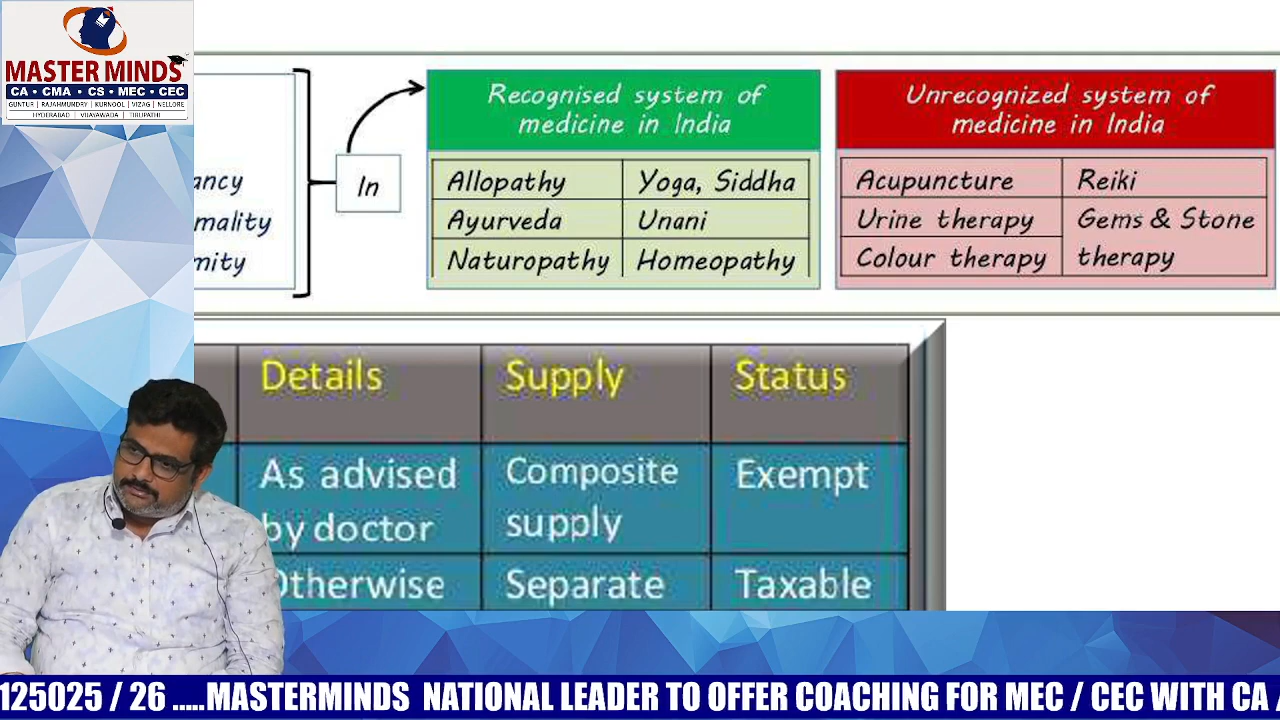 MASTER MINDS
CA • CMA • CS • MEC • CEC
GUNTUR | RAJAHMUNDRY | KURNOOL | VIZAG | NELLORE
HYDERABAD | VIJAYAWADA | TIRUPATHI
ancy
mality
mity
In
Recognised system of
medicine in India
Allopathy Yoga, Siddha
Ayurveda Unani
Naturopathy Homeopathy
Unrecognized system of
medicine in India
Acupuncture Reiki
Urine therapy Gems & Stone
Colour therapy therapy
Details Supply Status
As advised Composite Exempt
by doctor supply
Otherwise Separate Taxable
125025 / 26 .....MASTERMINDS NATIONAL LEADER TO OFFER COACHING FOR MEC / CEC WITH CA /